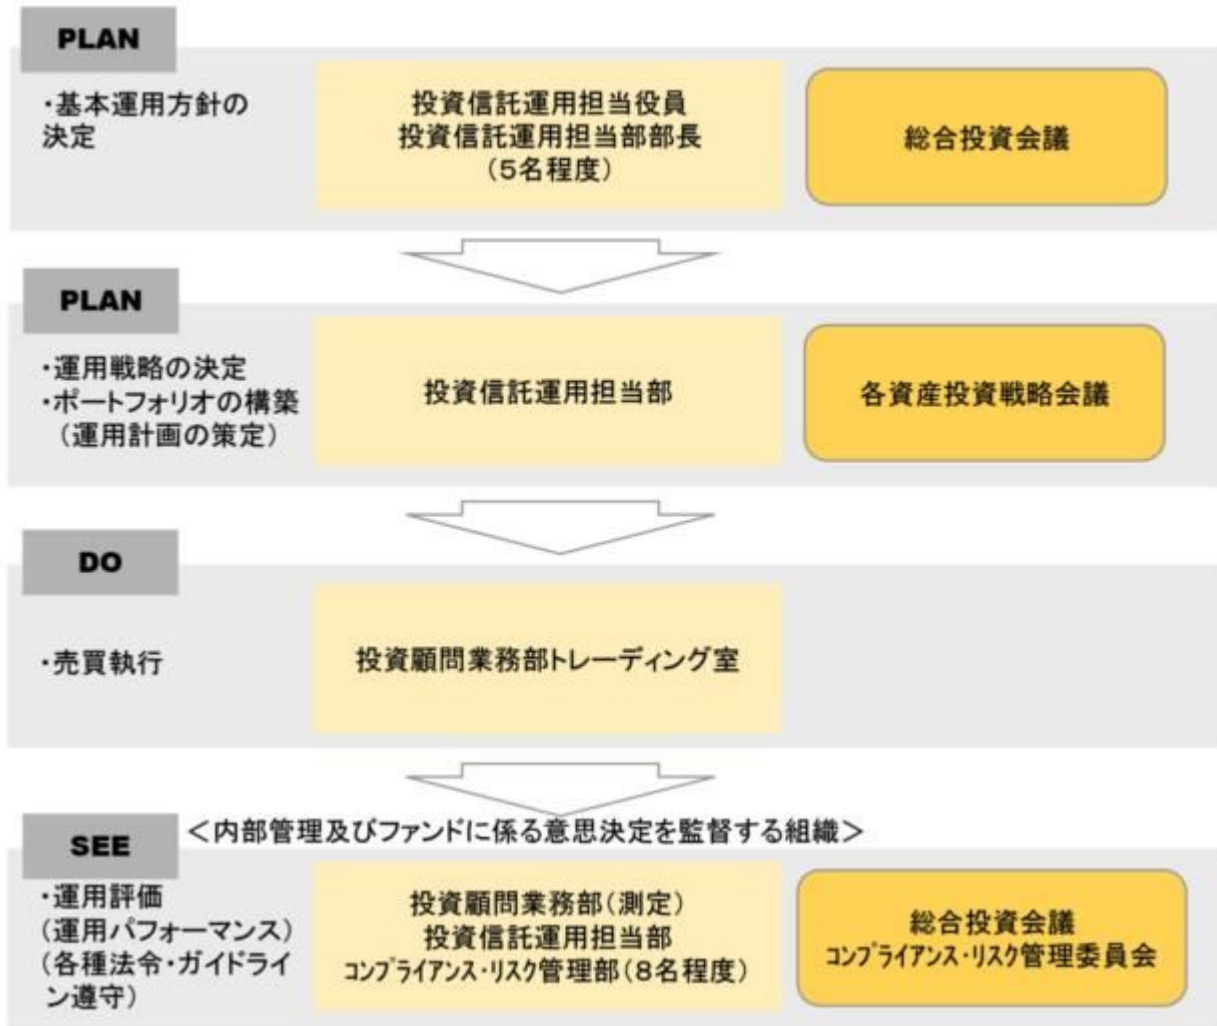 PLAN
・基本運用方針の
決定
投資信託運用担当役員
投資信託運用担当部部長
(5名程度)
総合投資会議
PLAN
・運用戦略の決定
・ポートフォリオの構築
(運用計画の策定)
投資信託運用担当部
各資産投資戦略会議
DO
・売買執行
投資顧問業務部トレーディング室
SEE
<内部管理及びファンドに係る意思決定を監督する組織>
・運用評価
(運用パフォーマンス)
(各種法令・ガイドライ
ン遵守)
投資顧問業務部(測定)
投資信託運用担当部
コンプライアンス・リスク管理部(8名程度)
総合投資会議
コンプライアンス・リスク管理委員会